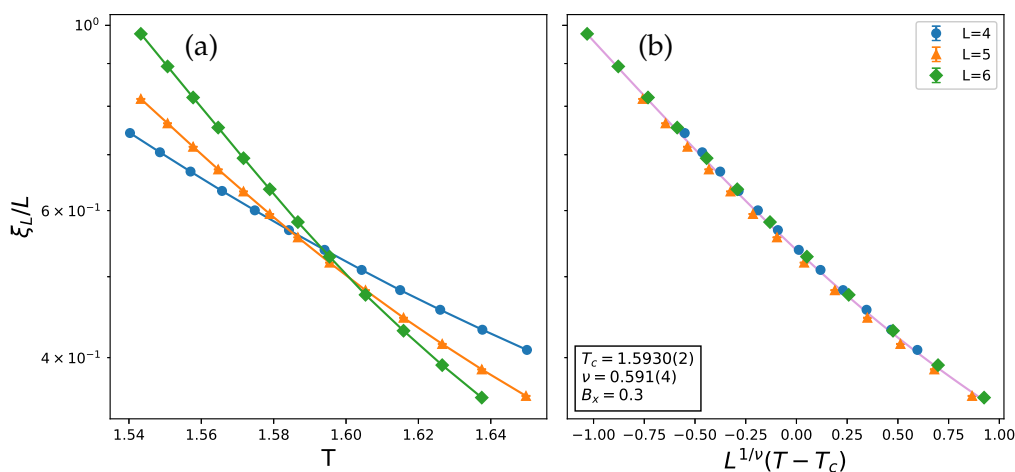 (a)
10⁰
6 × 10⁻¹
4 × 10⁻¹
ξ_L/L
1.54 1.56 1.58 1.60 1.62 1.64
T
(b)
L=4
L=5
L=6
T_c = 1.5930(2)
ν = 0.591(4)
B_x = 0.3
−1.00 −0.75 −0.50 −0.25 0.00 0.25 0.50 0.75 1.00
L^{1/ν}(T − T_c)